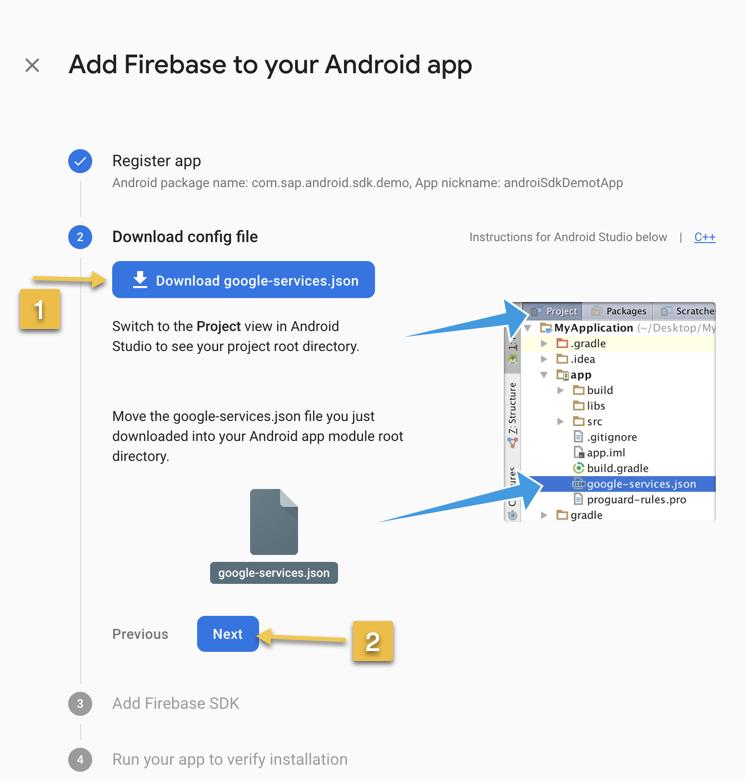 Add Firebase to your Android app
Register app
Android package name: com.sap.android.sdk.demo, App nickname: androiSdkDemotApp
2
Download config file
Instructions for Android Studio below | C++
1
Download google-services.json
Switch to the Project view in Android
Studio to see your project root directory.
Move the google-services.json file you just
downloaded into your Android app module root
directory.
google-services.json
Project
Packages
Scratche
MyApplication (~/Desktop/My
.gradle
.idea
app
build
libs
src
.gitignore
app.iml
build.gradle
google-services.json
proguard-rules.pro
gradle
Z: Structure
Previous
Next
2
3
Add Firebase SDK
4
Run your app to verify installation